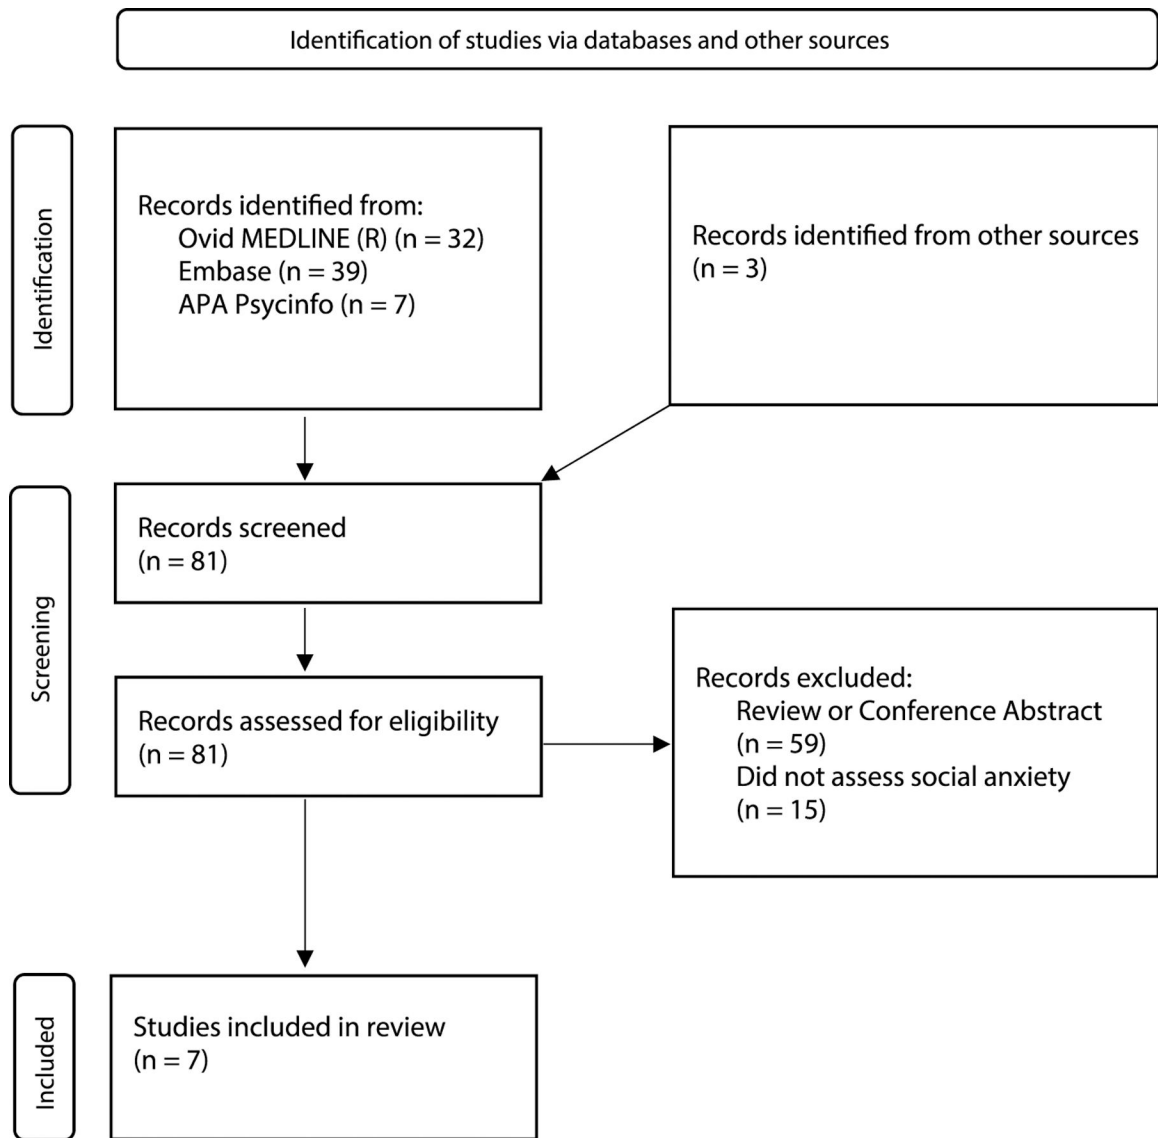 Identification of studies via databases and other sources
Identification
Records identified from:
Ovid MEDLINE (R) (n = 32)
Embase (n = 39)
APA Psycinfo (n = 7)
Records identified from other sources
(n = 3)
Screening
Records screened
(n = 81)
Records assessed for eligibility
(n = 81)
Records excluded:
Review or Conference Abstract
(n = 59)
Did not assess social anxiety
(n = 15)
Included
Studies included in review
(n = 7)